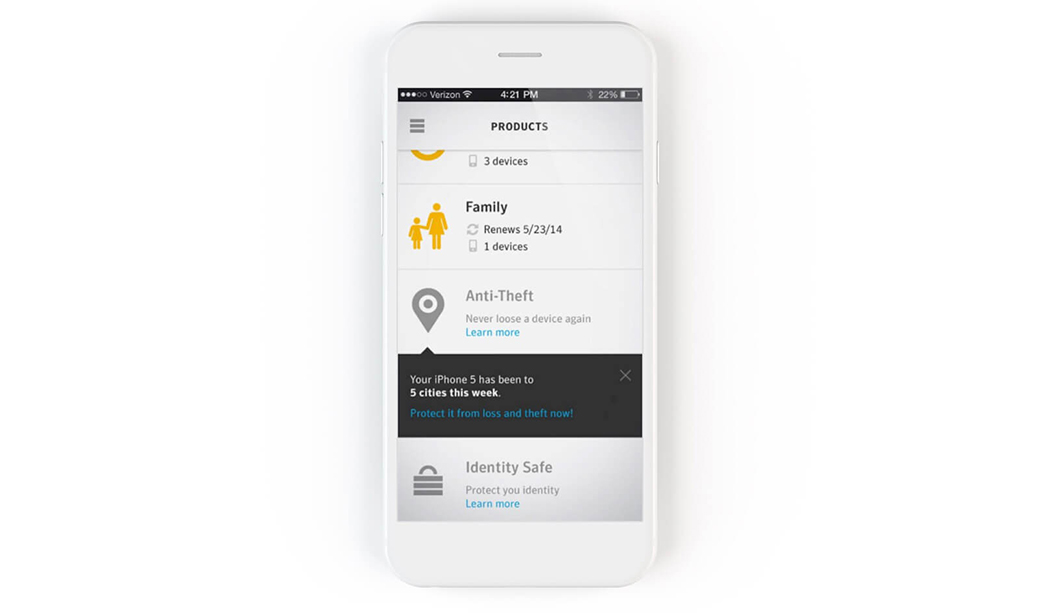 Verizon 4:21 PM 22%
PRODUCTS
3 devices
Family
Renews 5/23/14
1 devices
Anti-Theft
Never loose a device again
Learn more
Your iPhone 5 has been to
5 cities this week.
Protect it from loss and theft now!
Identity Safe
Protect you identity
Learn more